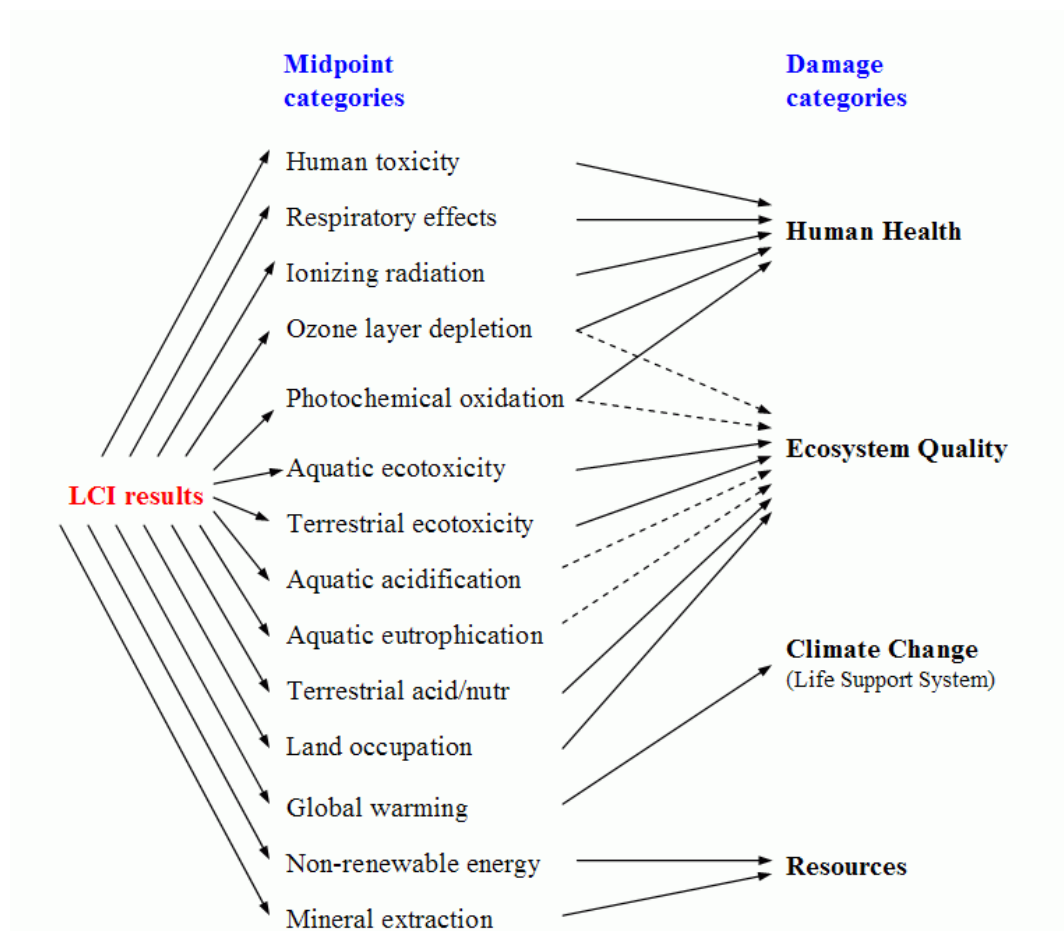 Midpoint
categories
Damage
categories
Human toxicity
Respiratory effects
Human Health
Ionizing radiation
Ozone layer depletion
Photochemical oxidation
Ecosystem Quality
Aquatic ecotoxicity
LCI results
Terrestrial ecotoxicity
Aquatic acidification
Aquatic eutrophication
Climate Change
(Life Support System)
Terrestrial acid/nutr
Land occupation
Global warming
Non-renewable energy
Resources
Mineral extraction